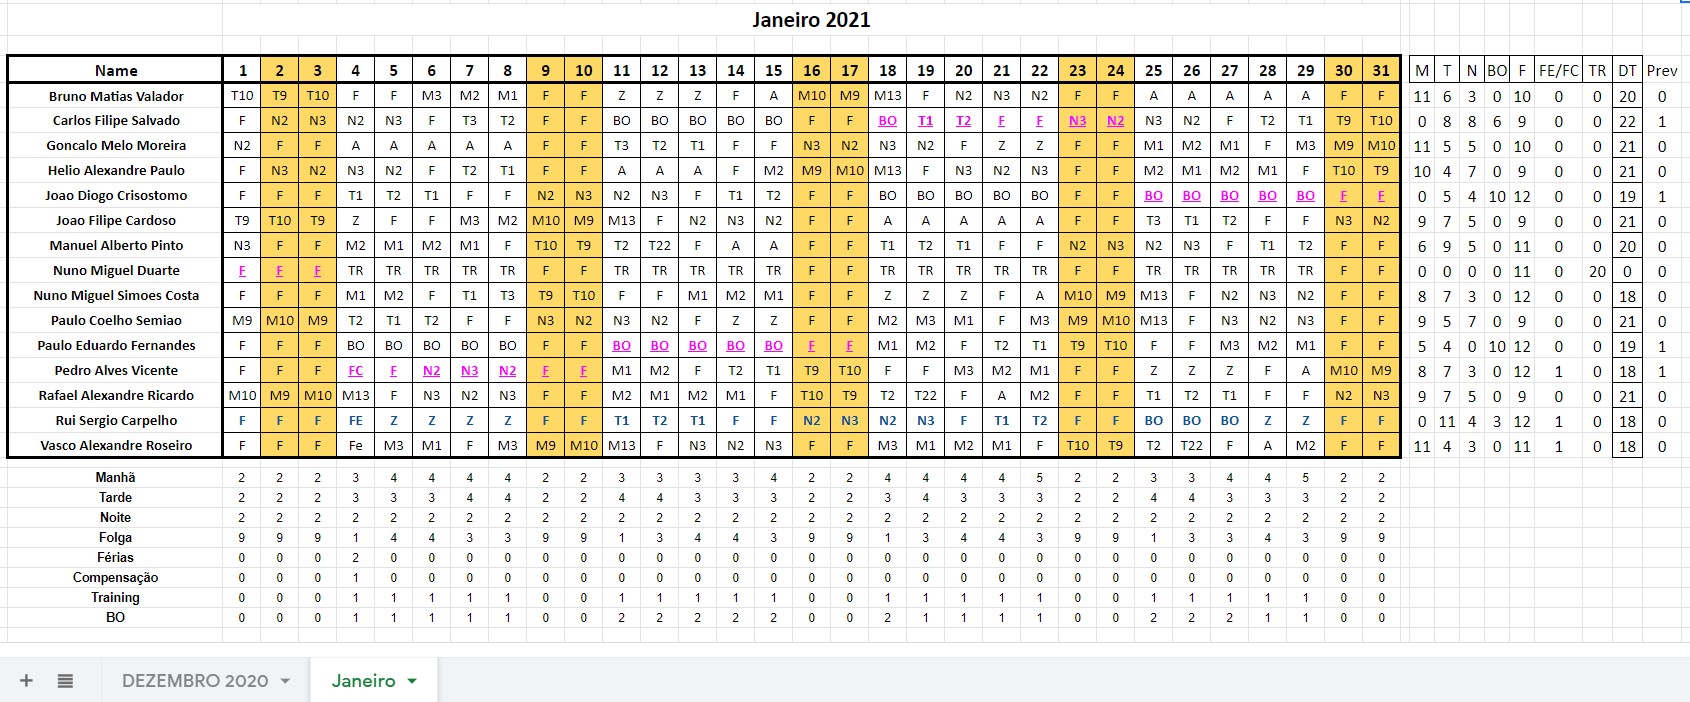 Janeiro 2021
Name 1 2 3 4 5 6 7 8 9 10 11 12 13 14 15 16 17 18 19 20 21 22 23 24 25 26 27 28 29 30 31 M T N BO F FE/FC TR DT Prev
Bruno Matias Valador T10 T9 T10 F F M3 M2 M1 F F Z Z Z F A M10 M9 M13 F N2 N3 N2 F F A A A A A F F 11 6 3 0 10 0 0 20 0
Carlos Filipe Salvado F N2 N3 N2 N3 F T3 T2 F F BO BO BO BO BO F F BO T1 T2 F F N3 N2 N3 N2 F T2 T1 T9 T10 0 8 8 6 9 0 0 22 1
Goncalo Melo Moreira N2 F F A A A A A F F T3 T2 T1 F F N3 N2 N3 N2 F Z Z F F M1 M2 M1 F M3 M9 M10 11 5 5 0 10 0 0 21 0
Helio Alexandre Paulo F N3 N2 N3 N2 F T2 T1 F F A A A F M2 M9 M10 M13 F N3 N2 N3 F F M2 M1 M2 M1 F T10 T9 10 4 7 0 9 0 0 21 0
Joao Diogo Crisostomo F F F T1 T2 T1 F F N2 N3 N2 N3 F T1 T2 F F BO BO BO BO BO F F BO BO BO BO BO F F 0 5 4 10 12 0 0 19 1
Joao Filipe Cardoso T9 T10 T9 Z F F M3 M2 M10 M9 M13 F N2 N3 N2 F F A A A A A F F T3 T1 T2 F F N3 N2 9 7 5 0 9 0 0 21 0
Manuel Alberto Pinto N3 F F M2 M1 M2 M1 F T10 T9 T2 T22 F A A F F T1 T2 T1 F F N2 N3 N2 N3 F T1 T2 F F 6 9 5 0 11 0 0 20 0
Nuno Miguel Duarte F F F TR TR TR TR TR F F TR TR TR TR TR F F TR TR TR TR TR F F TR TR TR TR TR F F 0 0 0 0 11 0 20 0 0
Nuno Miguel Simoes Costa F F F M1 M2 F T1 T3 T9 T10 F F M1 M2 M1 F F Z Z Z F A M10 M9 M13 F N2 N3 N2 F F 8 7 3 0 12 0 0 18 0
Paulo Coelho Semiao M9 M10 M9 T2 T1 T2 F F N3 N2 N3 N2 F Z Z F F M2 M3 M1 F M3 M9 M10 M13 F N3 N2 N3 F F 9 5 7 0 9 0 0 21 0
Paulo Eduardo Fernandes F F F BO BO BO BO BO F F BO BO BO BO BO F F M1 M2 F T2 T1 T9 T10 F F M3 M2 M1 F F 5 4 0 10 12 0 0 19 1
Pedro Alves Vicente F F F FC F N2 N3 N2 F F M1 M2 F T2 T1 T9 T10 F F M3 M2 M1 F F Z Z Z F A M10 M9 8 7 3 0 12 1 0 18 1
Rafael Alexandre Ricardo M10 M9 M10 M13 F N3 N2 N3 F F M2 M1 M2 M1 F T10 T9 T2 T22 F A M2 F F T1 T2 T1 F F N2 N3 9 7 5 0 9 0 0 21 0
Rui Sergio Carpelho F F F FE Z Z Z Z F F T1 T2 T1 F F N2 N3 N2 N3 F T1 T2 F F BO BO BO Z Z F F 0 11 4 3 12 1 0 18 0
Vasco Alexandre Roseiro F F F Fe M3 M1 F M3 M9 M10 M13 F N3 N2 N3 F F M3 M1 M2 M1 F T10 T9 T2 T22 F A M2 F F 11 4 3 0 11 1 0 18 0
Manhã 2 2 2 3 4 4 4 4 2 2 3 3 3 3 4 2 2 4 4 4 4 5 2 2 3 3 4 4 5 2 2
Tarde 2 2 2 3 3 3 4 4 2 2 4 4 3 3 3 2 2 3 4 3 3 3 2 2 4 4 3 3 3 2 2
Noite 2 2 2 2 2 2 2 2 2 2 2 2 2 2 2 2 2 2 2 2 2 2 2 2 2 2 2 2 2 2 2
Folga 9 9 9 1 4 4 3 3 9 9 1 3 4 4 3 9 9 1 3 4 4 3 9 9 1 3 3 4 3 9 9
Férias 0 0 0 2 0 0 0 0 0 0 0 0 0 0 0 0 0 0 0 0 0 0 0 0 0 0 0 0 0 0 0
Compensação 0 0 0 1 0 0 0 0 0 0 0 0 0 0 0 0 0 0 0 0 0 0 0 0 0 0 0 0 0 0 0
Training 0 0 0 1 1 1 1 1 0 0 1 1 1 1 1 0 0 1 1 1 1 1 0 0 1 1 1 1 1 0 0
BO 0 0 0 1 1 1 1 1 0 0 2 2 2 2 2 0 0 2 1 1 1 1 0 0 2 2 2 1 1 0 0
DEZEMBRO 2020 Janeiro